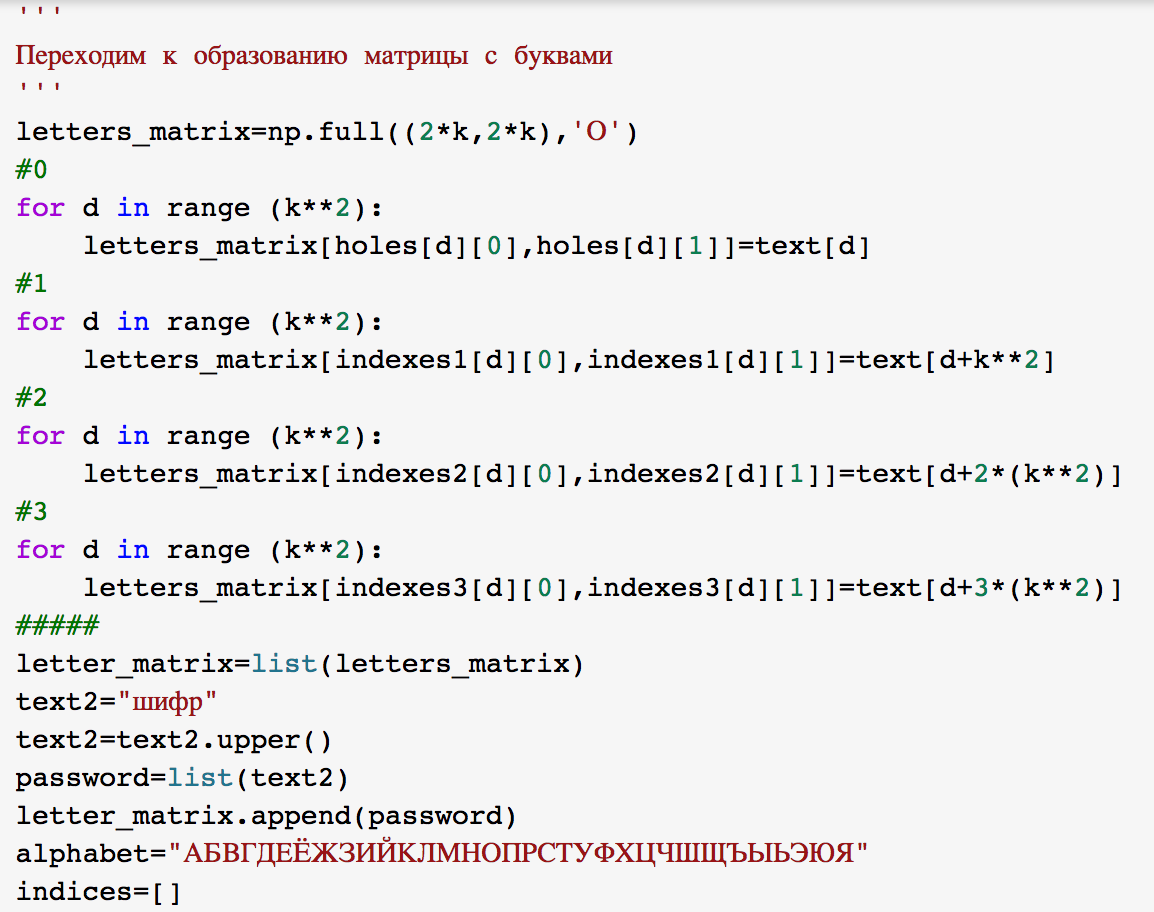 '''
Переходим к образованию матрицы с буквами
'''
letters_matrix=np.full((2*k,2*k),'О')
#0
for d in range (k**2):
    letters_matrix[holes[d][0],holes[d][1]]=text[d]
#1
for d in range (k**2):
    letters_matrix[indexes1[d][0],indexes1[d][1]]=text[d+k**2]
#2
for d in range (k**2):
    letters_matrix[indexes2[d][0],indexes2[d][1]]=text[d+2*(k**2)]
#3
for d in range (k**2):
    letters_matrix[indexes3[d][0],indexes3[d][1]]=text[d+3*(k**2)]
#####
letter_matrix=list(letters_matrix)
text2="шифр"
text2=text2.upper()
password=list(text2)
letter_matrix.append(password)
alphabet="АБВГДЕЁЖЗИЙКЛМНОПРСТУФХЦЧШЩЪЫЬЭЮЯ"
indices=[]